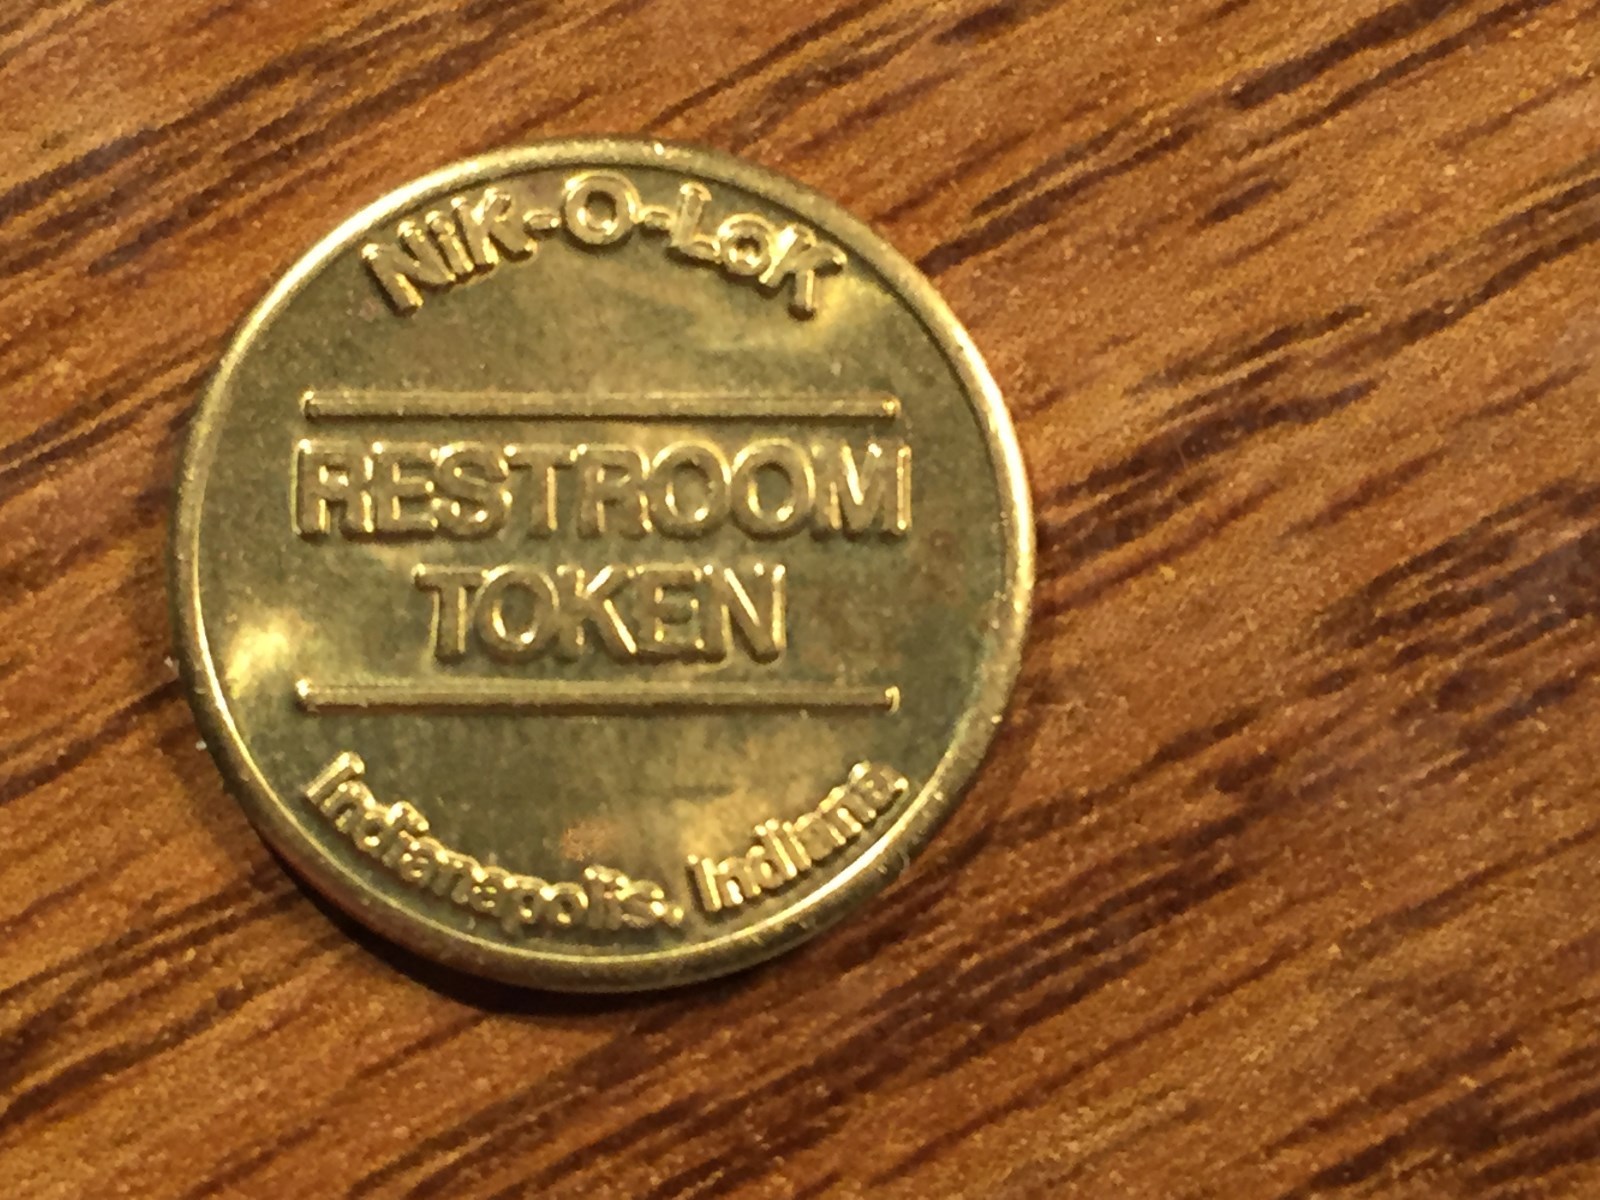 NiK-O-LoK
RESTROOM
TOKEN
Indianapolis, Indiana